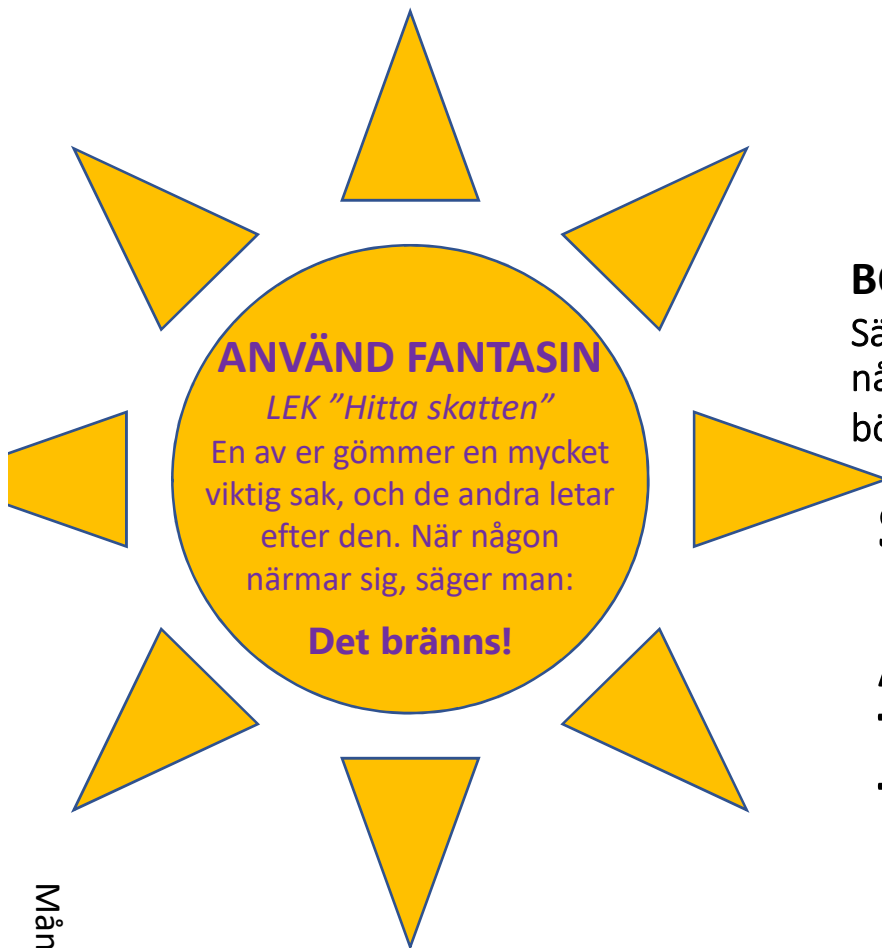 ANVÄND FANTASIN
LEK ”Hitta skatten”
En av er gömmer en mycket
viktig sak, och de andra letar
efter den. När någon
närmar sig, säger man:
Det bränns!